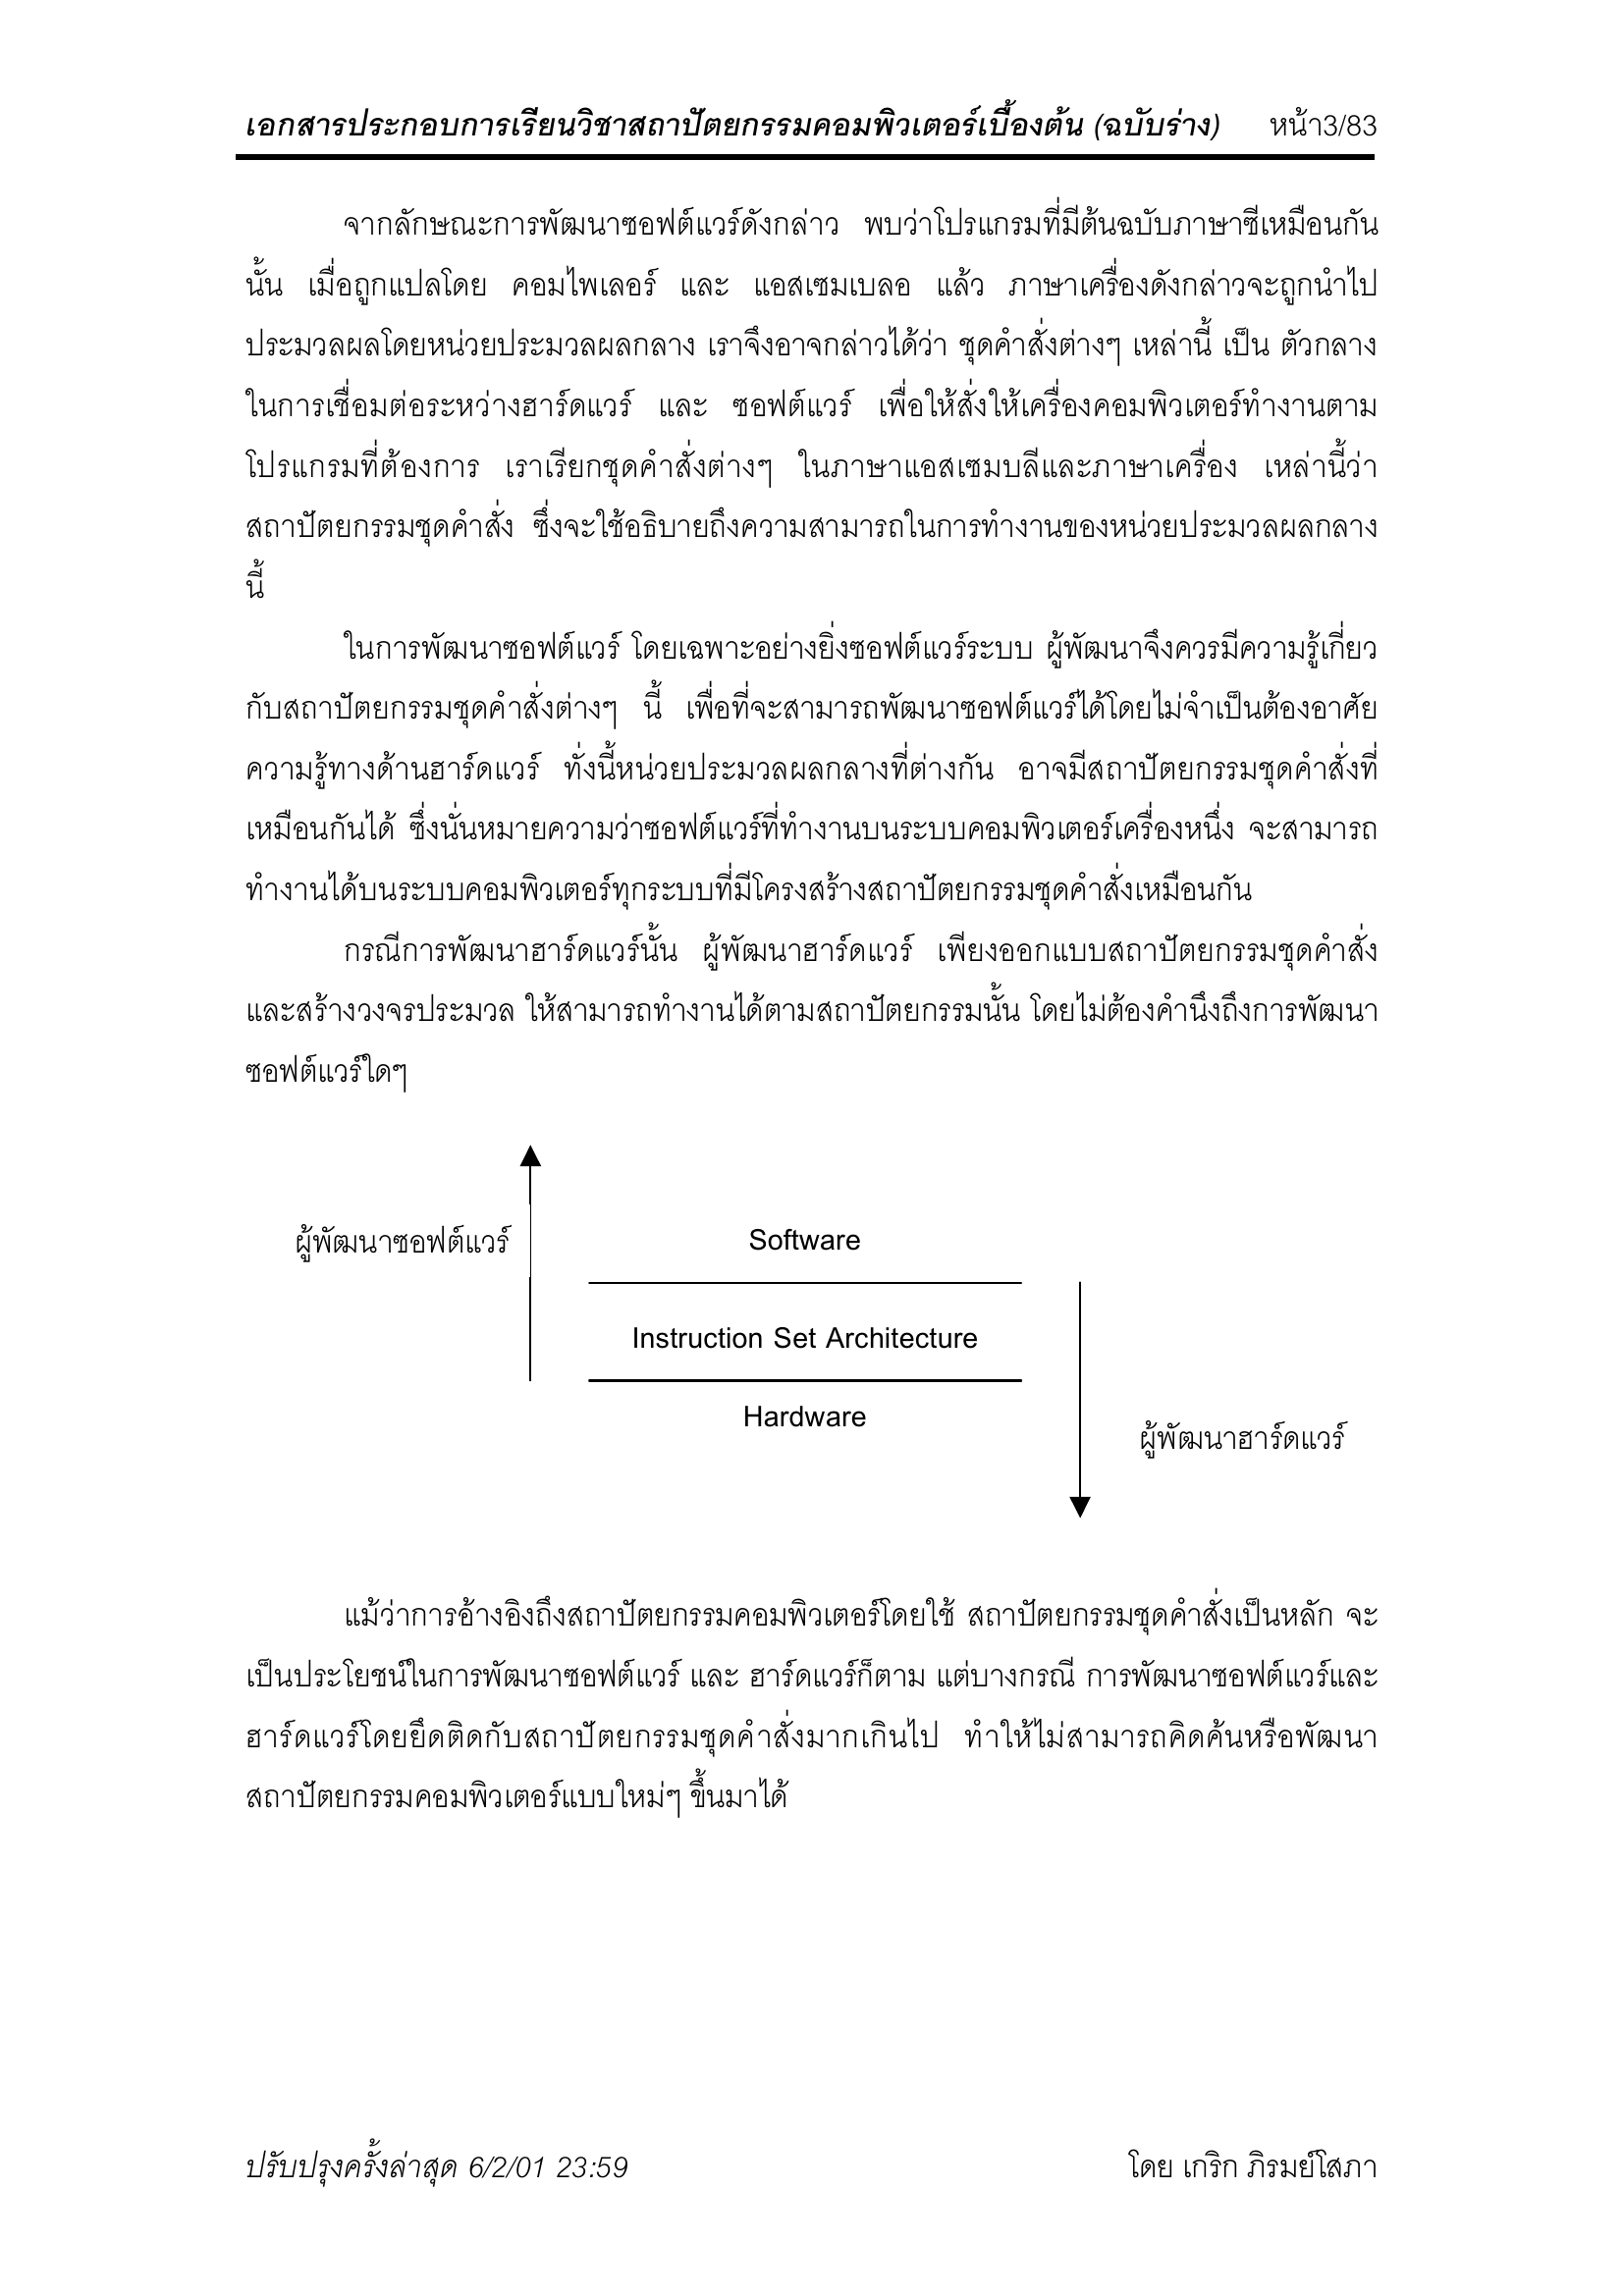 เอกสารประกอบการเรียนวิชาสถาปัตยกรรมคอมพิวเตอร์เบื้องต้น (ฉบับร่าง) หน้า3/83
จากลักษณะการพัฒนาซอฟต์แวร์ดังกล่าว พบว่าโปรแกรมที่มีต้นฉบับภาษาซีเหมือนกัน
นั้น เมื่อถูกแปลโดย คอมไพเลอร์ และ แอสเซมเบลอ แล้ว ภาษาเครื่องดังกล่าวจะถูกนำไป
ประมวลผลโดยหน่วยประมวลผลกลาง เราจึงอาจกล่าวได้ว่า ชุดคำสั่งต่างๆ เหล่านี้ เป็น ตัวกลาง
ในการเชื่อมต่อระหว่างฮาร์ดแวร์ และ ซอฟต์แวร์ เพื่อให้สั่งให้เครื่องคอมพิวเตอร์ทำงานตาม
โปรแกรมที่ต้องการ เราเรียกชุดคำสั่งต่างๆ ในภาษาแอสเซมบลีและภาษาเครื่อง เหล่านี้ว่า
สถาปัตยกรรมชุดคำสั่ง ซึ่งจะใช้อธิบายถึงความสามารถในการทำงานของหน่วยประมวลผลกลาง
นี้
ในการพัฒนาซอฟต์แวร์ โดยเฉพาะอย่างยิ่งซอฟต์แวร์ระบบ ผู้พัฒนาจึงควรมีความรู้เกี่ยว
กับสถาปัตยกรรมชุดคำสั่งต่างๆ นี้ เพื่อที่จะสามารถพัฒนาซอฟต์แวร์ได้โดยไม่จำเป็นต้องอาศัย
ความรู้ทางด้านฮาร์ดแวร์ ทั่งนี้หน่วยประมวลผลกลางที่ต่างกัน อาจมีสถาปัตยกรรมชุดคำสั่งที่
เหมือนกันได้ ซึ่งนั่นหมายความว่าซอฟต์แวร์ที่ทำงานบนระบบคอมพิวเตอร์เครื่องหนึ่ง จะสามารถ
ทำงานได้บนระบบคอมพิวเตอร์ทุกระบบที่มีโครงสร้างสถาปัตยกรรมชุดคำสั่งเหมือนกัน
กรณีการพัฒนาฮาร์ดแวร์นั้น ผู้พัฒนาฮาร์ดแวร์ เพียงออกแบบสถาปัตยกรรมชุดคำสั่ง
และสร้างวงจรประมวล ให้สามารถทำงานได้ตามสถาปัตยกรรมนั้น โดยไม่ต้องคำนึงถึงการพัฒนา
ซอฟต์แวร์ใดๆ
ผู้พัฒนาซอฟต์แวร์ Software
Instruction Set Architecture
Hardware
ผู้พัฒนาฮาร์ดแวร์
แม้ว่าการอ้างอิงถึงสถาปัตยกรรมคอมพิวเตอร์โดยใช้ สถาปัตยกรรมชุดคำสั่งเป็นหลัก จะ
เป็นประโยชน์ในการพัฒนาซอฟต์แวร์ และ ฮาร์ดแวร์ก็ตาม แต่บางกรณี การพัฒนาซอฟต์แวร์และ
ฮาร์ดแวร์โดยยึดติดกับสถาปัตยกรรมชุดคำสั่งมากเกินไป ทำให้ไม่สามารถคิดค้นหรือพัฒนา
สถาปัตยกรรมคอมพิวเตอร์แบบใหม่ๆ ขึ้นมาได้
ปรับปรุงครั้งล่าสุด 6/2/01 23:59 โดย เกริก ภิรมย์โสภา